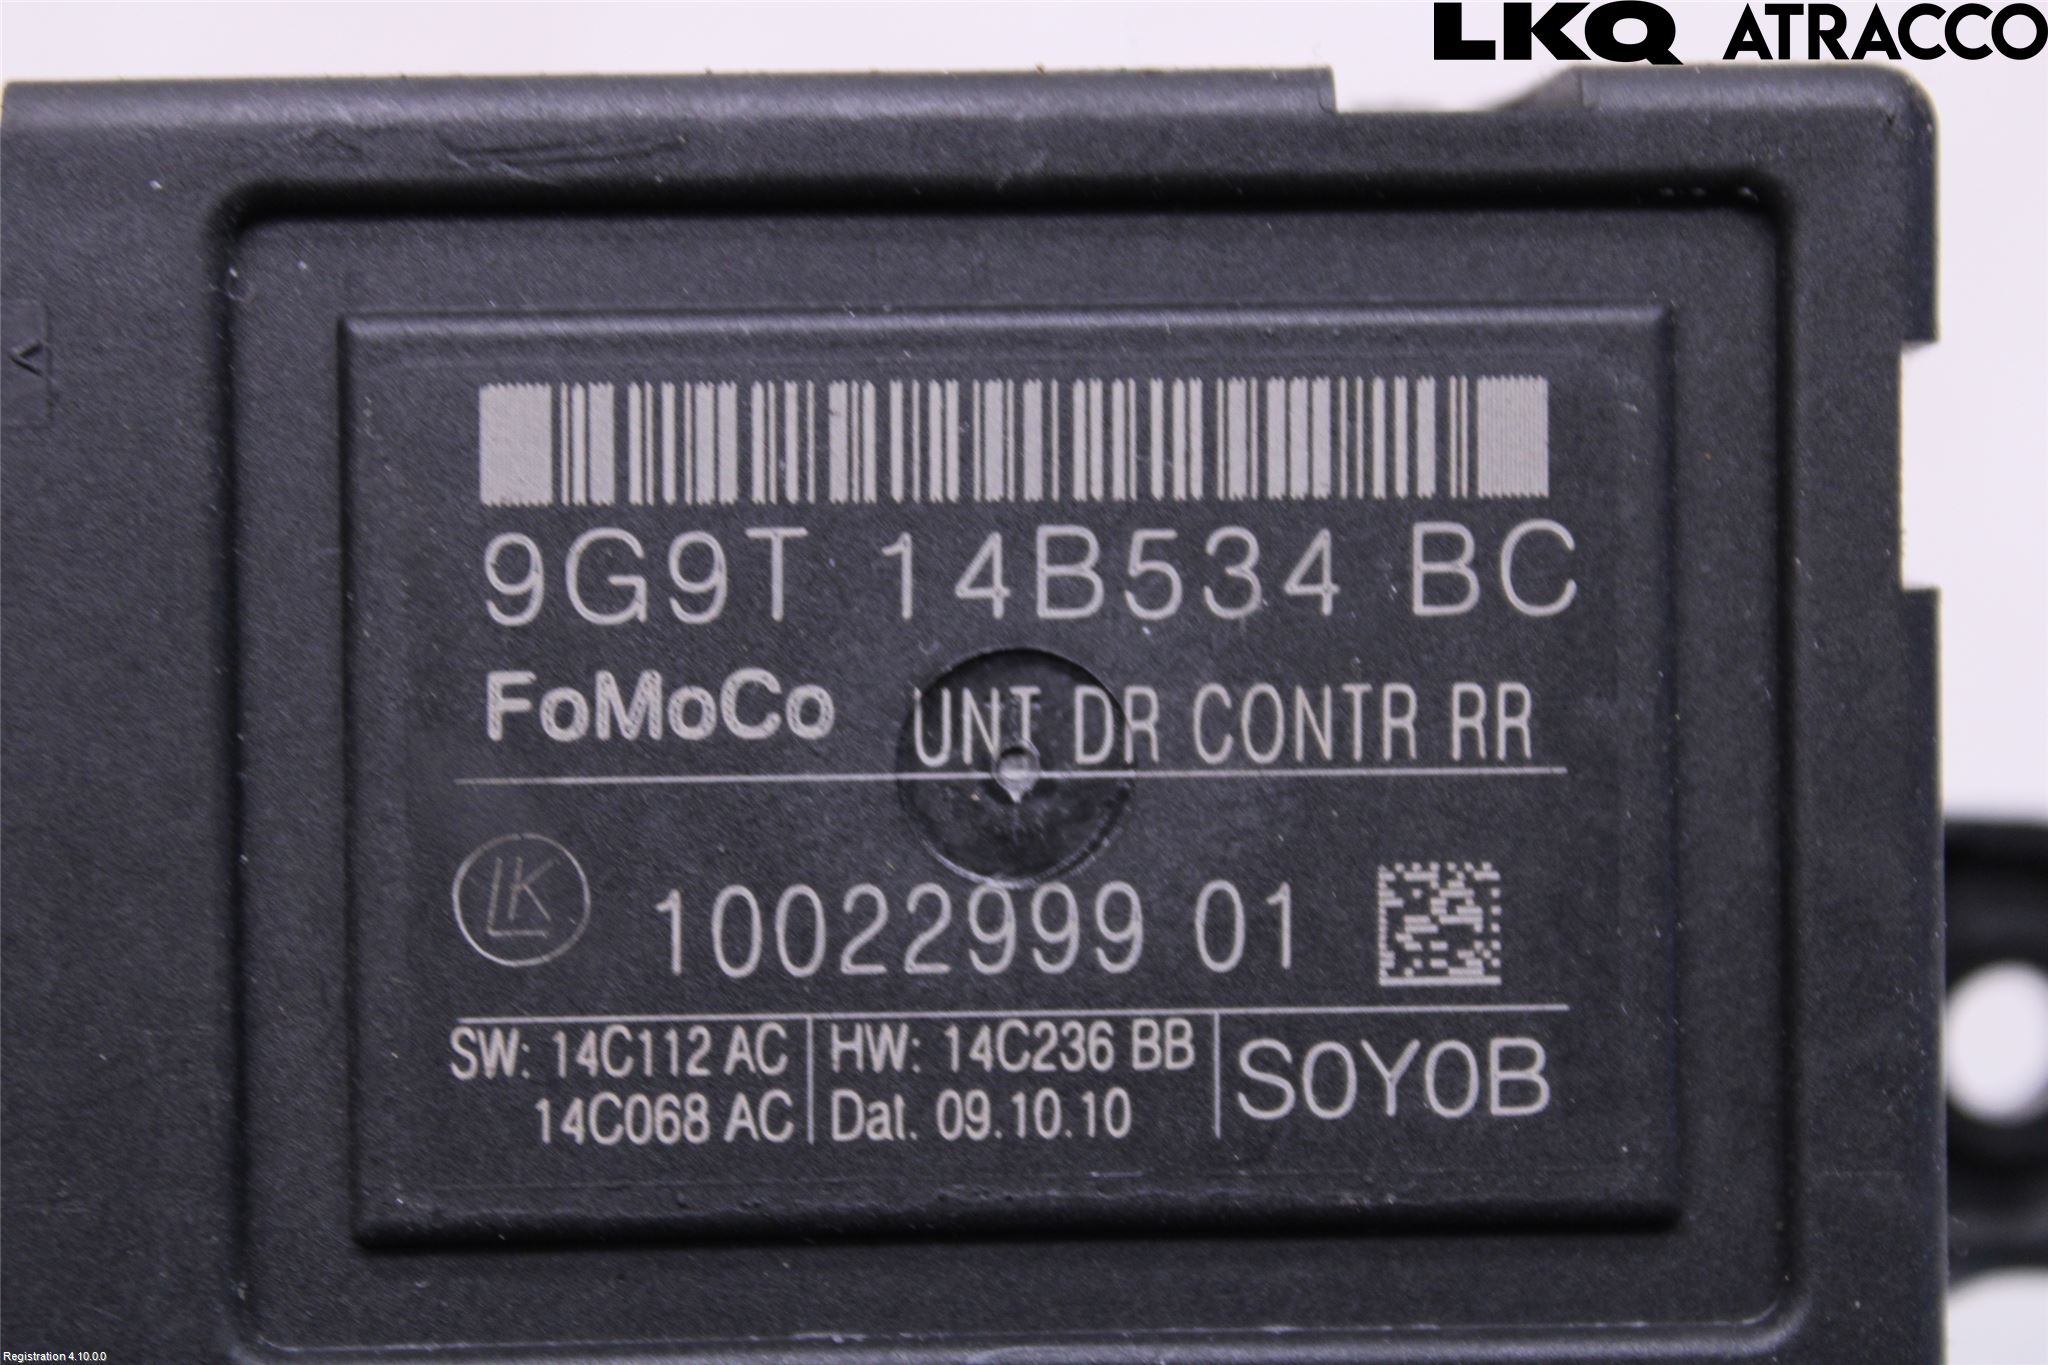 LKQ ATRACCO
9G9T 14B534 BC
FoMoCo UNT DR CONTR RR
LK 10022999 01
SW: 14C112 AC HW: 14C236 BB S0Y0B
14C068 AC Dat. 09.10.10
Registration 4.10.0.0